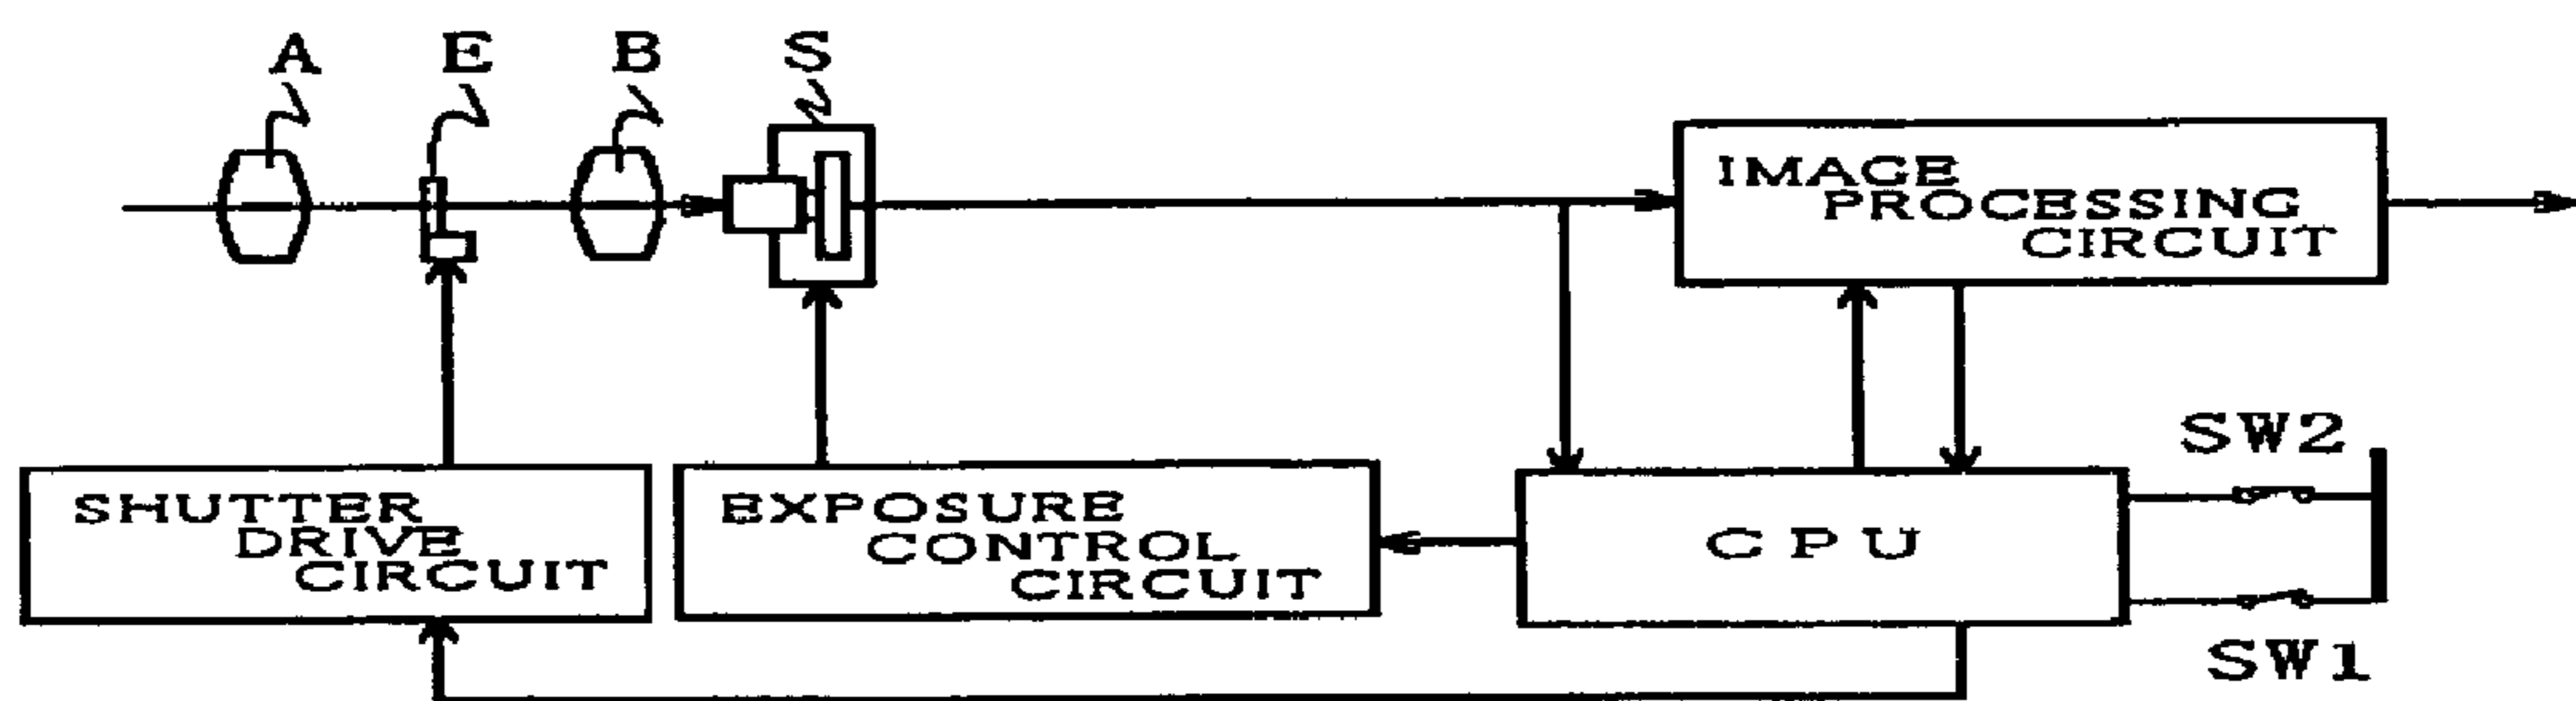 A E B S
IMAGE
PROCESSING
CIRCUIT
SW2
SHUTTER
DRIVE
CIRCUIT
EXPOSURE
CONTROL
CIRCUIT
CPU
SW1